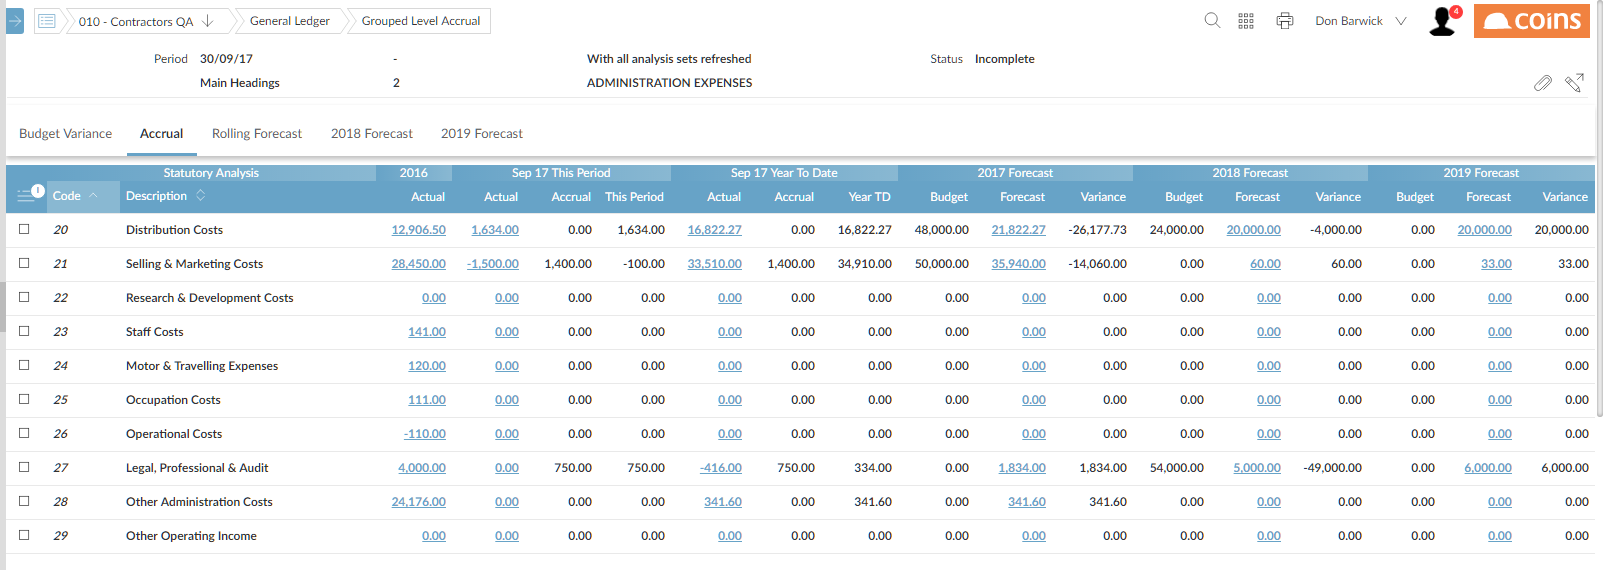 010 - Contractors QA General Ledger Grouped Level Accrual Don Barwick 4 coins
Period 30/09/17 - With all analysis sets refreshed Status Incomplete
Main Headings 2 ADMINISTRATION EXPENSES
Budget Variance Accrual Rolling Forecast 2018 Forecast 2019 Forecast
Statutory Analysis 2016 Sep 17 This Period Sep 17 Year To Date 2017 Forecast 2018 Forecast 2019 Forecast
! Code Description Actual Actual Accrual This Period Actual Accrual Year TD Budget Forecast Variance Budget Forecast Variance Budget Forecast Variance
20 Distribution Costs 12,906.50 1,634.00 0.00 1,634.00 16,822.27 0.00 16,822.27 48,000.00 21,822.27 -26,177.73 24,000.00 20,000.00 -4,000.00 0.00 20,000.00 20,000.00
21 Selling & Marketing Costs 28,450.00 -1,500.00 1,400.00 -100.00 33,510.00 1,400.00 34,910.00 50,000.00 35,940.00 -14,060.00 0.00 60.00 60.00 0.00 33.00 33.00
22 Research & Development Costs 0.00 0.00 0.00 0.00 0.00 0.00 0.00 0.00 0.00 0.00 0.00 0.00 0.00 0.00 0.00 0.00
23 Staff Costs 141.00 0.00 0.00 0.00 0.00 0.00 0.00 0.00 0.00 0.00 0.00 0.00 0.00 0.00 0.00 0.00
24 Motor & Travelling Expenses 120.00 0.00 0.00 0.00 0.00 0.00 0.00 0.00 0.00 0.00 0.00 0.00 0.00 0.00 0.00 0.00
25 Occupation Costs 111.00 0.00 0.00 0.00 0.00 0.00 0.00 0.00 0.00 0.00 0.00 0.00 0.00 0.00 0.00 0.00
26 Operational Costs -110.00 0.00 0.00 0.00 0.00 0.00 0.00 0.00 0.00 0.00 0.00 0.00 0.00 0.00 0.00 0.00
27 Legal, Professional & Audit 4,000.00 0.00 750.00 750.00 -416.00 750.00 334.00 0.00 1,834.00 1,834.00 54,000.00 5,000.00 -49,000.00 0.00 6,000.00 6,000.00
28 Other Administration Costs 24,176.00 0.00 0.00 0.00 341.60 0.00 341.60 0.00 341.60 341.60 0.00 0.00 0.00 0.00 0.00 0.00
29 Other Operating Income 0.00 0.00 0.00 0.00 0.00 0.00 0.00 0.00 0.00 0.00 0.00 0.00 0.00 0.00 0.00 0.00